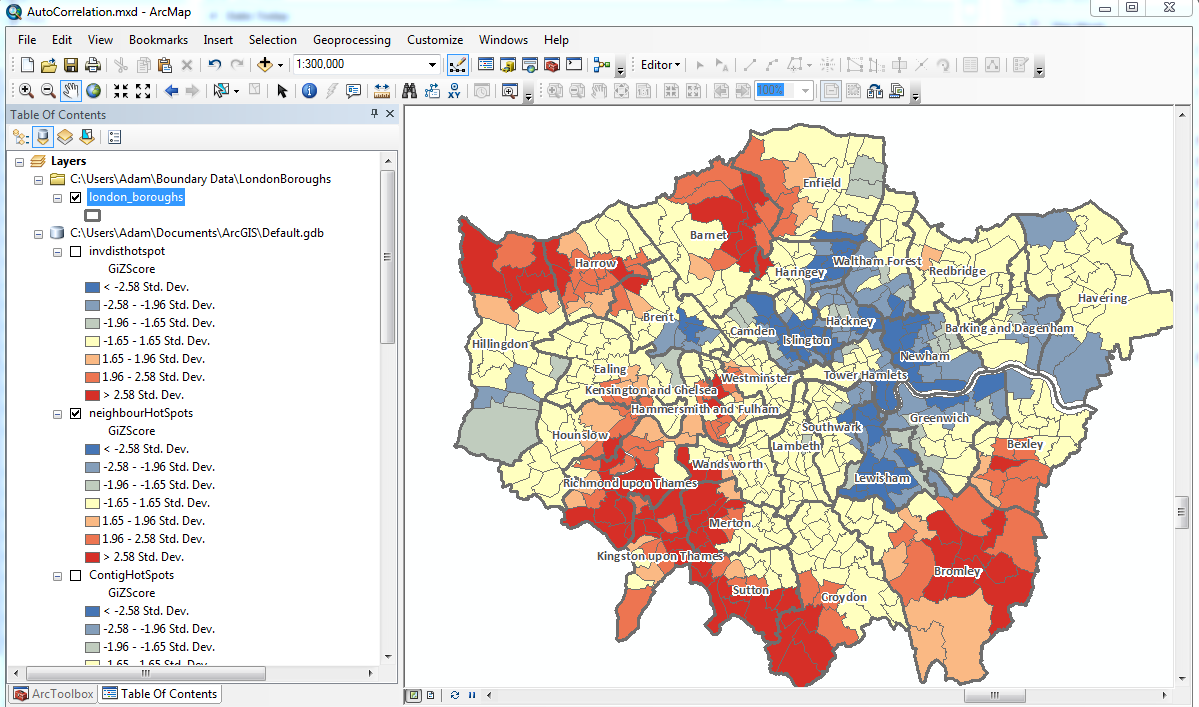 AutoCorrelation.mxd - ArcMap
File Edit View Bookmarks Insert Selection Geoprocessing Customize Windows Help
1:300,000
Editor
XY
100%
Table Of Contents
Layers
C:\Users\Adam\Boundary Data\LondonBoroughs
london_boroughs
C:\Users\Adam\Documents\ArcGIS\Default.gdb
invdisthotspot
GiZScore
< -2.58 Std. Dev.
-2.58 - -1.96 Std. Dev.
-1.96 - -1.65 Std. Dev.
-1.65 - 1.65 Std. Dev.
1.65 - 1.96 Std. Dev.
1.96 - 2.58 Std. Dev.
> 2.58 Std. Dev.
neighbourHotSpots
GiZScore
< -2.58 Std. Dev.
-2.58 - -1.96 Std. Dev.
-1.96 - -1.65 Std. Dev.
-1.65 - 1.65 Std. Dev.
1.65 - 1.96 Std. Dev.
1.96 - 2.58 Std. Dev.
> 2.58 Std. Dev.
ContigHotSpots
GiZScore
< -2.58 Std. Dev.
-2.58 - -1.96 Std. Dev.
-1.96 - -1.65 Std. Dev.
-1.65 - 1.65 Std. Dev.
ArcToolbox
Table Of Contents
Enfield
Barnet
Harrow
Haringey
Waltham Forest
Redbridge
Havering
Brent
Camden
Hackney
Islington
Barking and Dagenham
Hillingdon
Newham
Ealing
Westminster
Tower Hamlets
Kensington and Chelsea
Hammersmith and Fulham
Greenwich
Hounslow
Southwark
Lambeth
Bexley
Wandsworth
Lewisham
Richmond upon Thames
Merton
Kingston upon Thames
Bromley
Sutton
Croydon